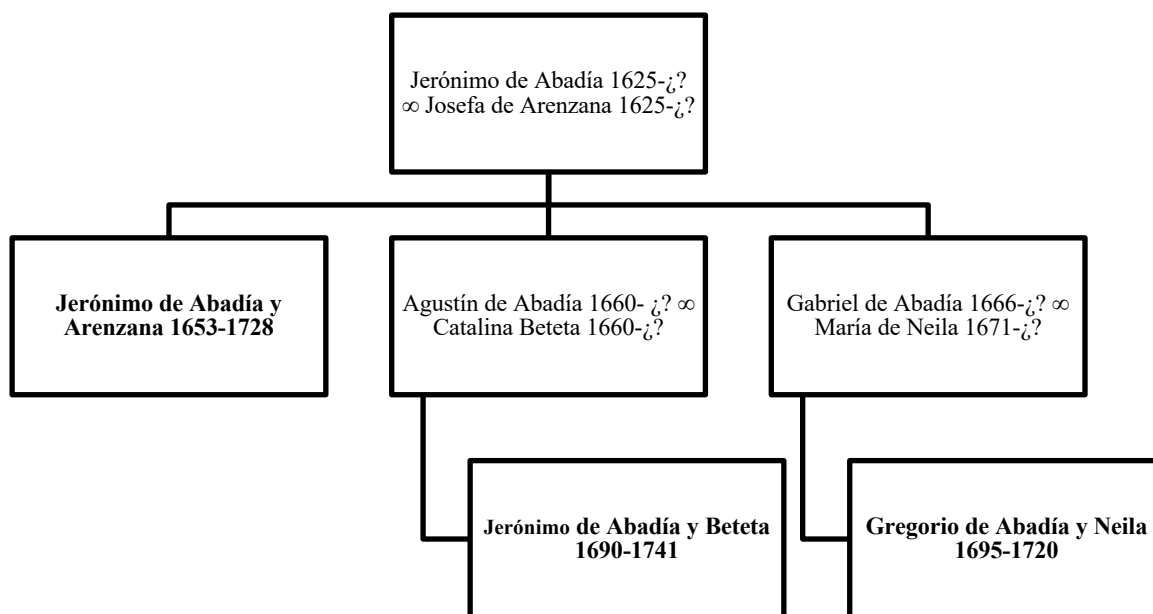 Jerónimo de Abadía 1625-¿?
∞ Josefa de Arenzana 1625-¿?
Jerónimo de Abadía y
Arenzana 1653-1728
Agustín de Abadía 1660- ¿? ∞
Catalina Beteta 1660-¿?
Gabriel de Abadía 1666-¿? ∞
María de Neila 1671-¿?
Jerónimo de Abadía y Beteta
1690-1741
Gregorio de Abadía y Neila
1695-1720